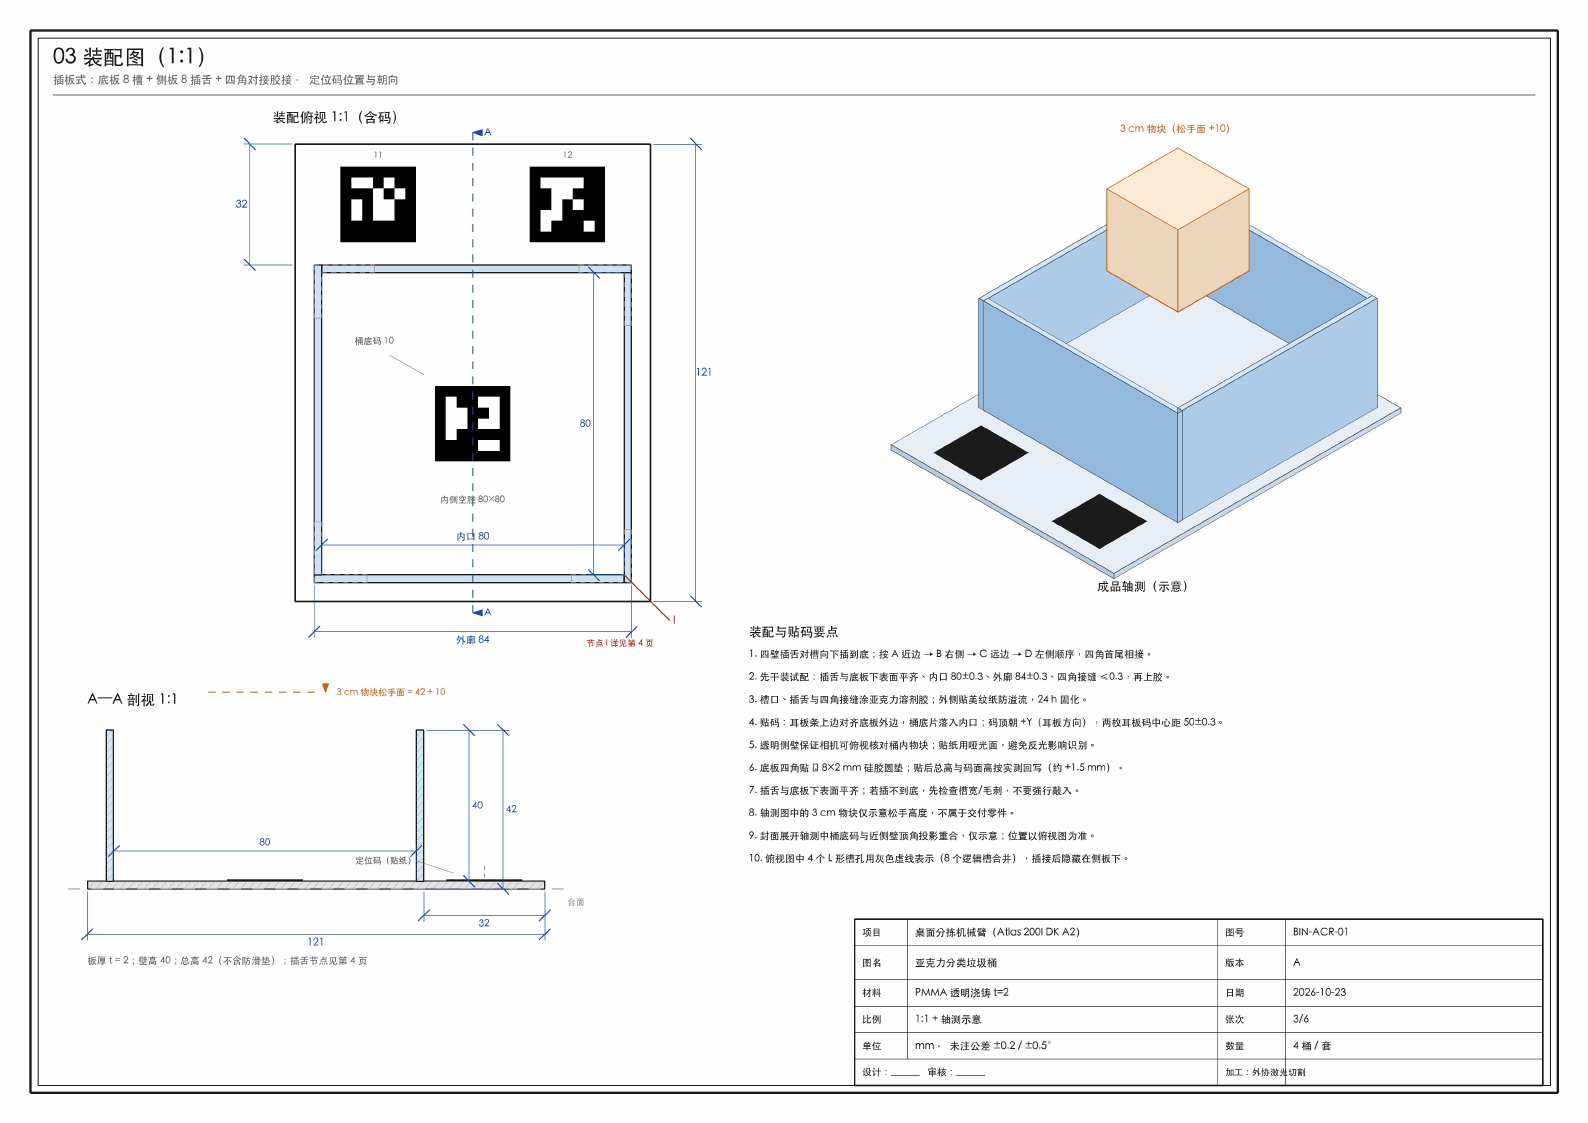 03 装配图（1:1）
插板式：底板 8 槽 + 侧板 8 插舌 + 四角对接胶接 · 定位码位置与朝向
装配俯视 1:1（含码）
A
11
12
32
121
桶底码 10
80
内侧空腔 80×80
内口 80
A
外廓 84
I
节点 I 详见第 4 页
3 cm 物块（松手面 +10）
成品轴测（示意）
A—A 剖视 1:1
3 cm 物块松手面 = 42 + 10
40
42
80
定位码（贴纸）
台面
32
121
板厚 t = 2；壁高 40；总高 42（不含防滑垫）；插舌节点见第 4 页
装配与贴码要点
1. 四壁插舌对槽向下插到底；按 A 近边 → B 右侧 → C 远边 → D 左侧顺序，四角首尾相接。
2. 先干装试配：插舌与底板下表面平齐、内口 80±0.3、外廓 84±0.3、四角接缝 ≤0.3，再上胶。
3. 槽口、插舌与四角接缝涂亚克力溶剂胶；外侧贴美纹纸防溢流，24 h 固化。
4. 贴码：耳板条上边对齐底板外边，桶底片落入内口；码顶朝 +Y（耳板方向），两枚耳板码中心距 50±0.3。
5. 透明侧壁保证相机可俯视核对桶内物块；贴纸用哑光面，避免反光影响识别。
6. 底板四角贴 8×2 mm 硅胶圆垫；贴后总高与码面高按实测回写（约 +1.5 mm）。
7. 插舌与底板下表面平齐；若插不到底，先检查槽宽/毛刺，不要强行敲入。
8. 轴测图中的 3 cm 物块仅示意松手高度，不属于交付零件。
9. 封面展开轴测中桶底码与近侧壁顶角投影重合，仅示意；位置以俯视图为准。
10. 俯视图中 4 个 L 形槽孔用灰色虚线表示（8 个逻辑槽合并），插接后隐藏在侧板下。
项目 桌面分拣机械臂（Atlas 200I DK A2） 图号 BIN-ACR-01
图名 亚克力分类垃圾桶 版本 A
材料 PMMA 透明浇铸 t=2 日期 2026-10-23
比例 1:1 + 轴测示意 张次 3/6
单位 mm · 未注公差 ±0.2 / ±0.5° 数量 4 桶 / 套
设计：______ 审核：______ 加工：外协激光切割